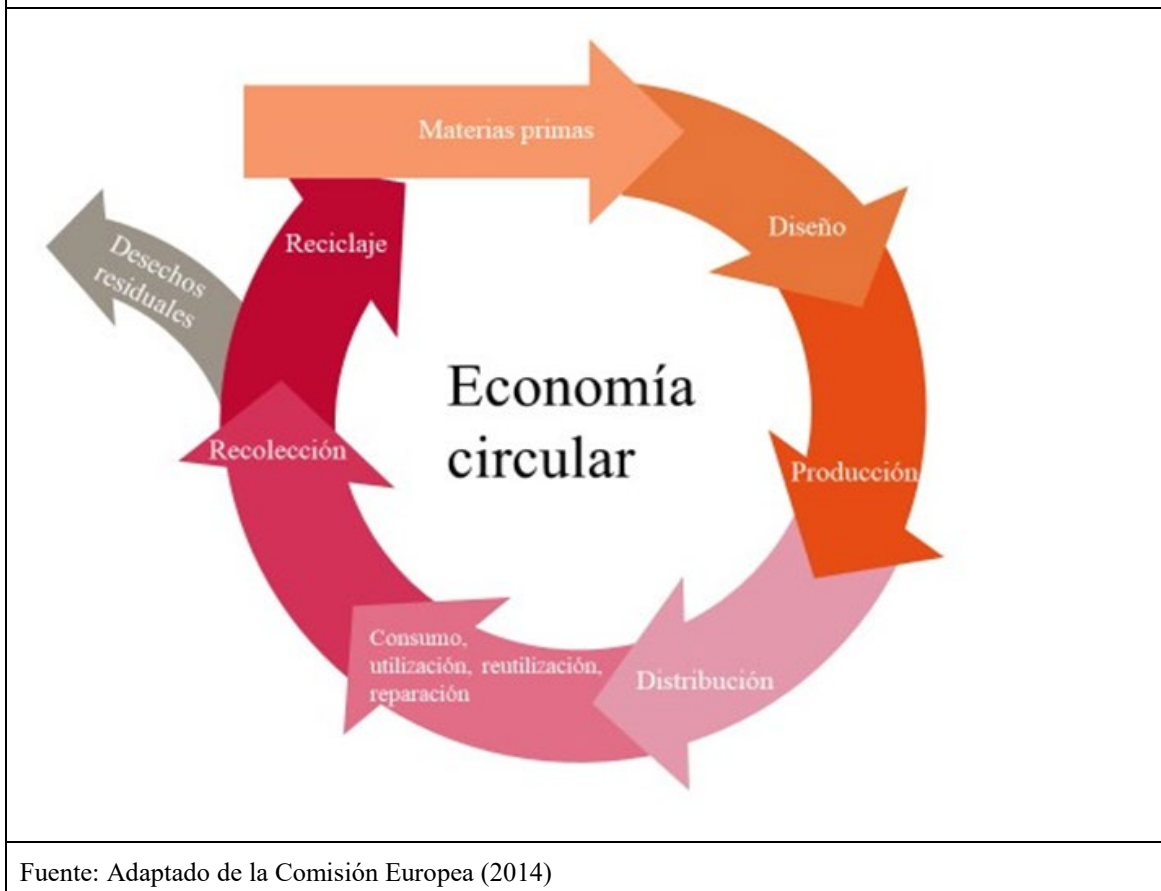 Materias primas
Diseño
Producción
Distribución
Consumo,
utilización, reutilización,
reparación
Recolección
Reciclaje
Desechos
residuales
Economía
circular
Fuente: Adaptado de la Comisión Europea (2014)